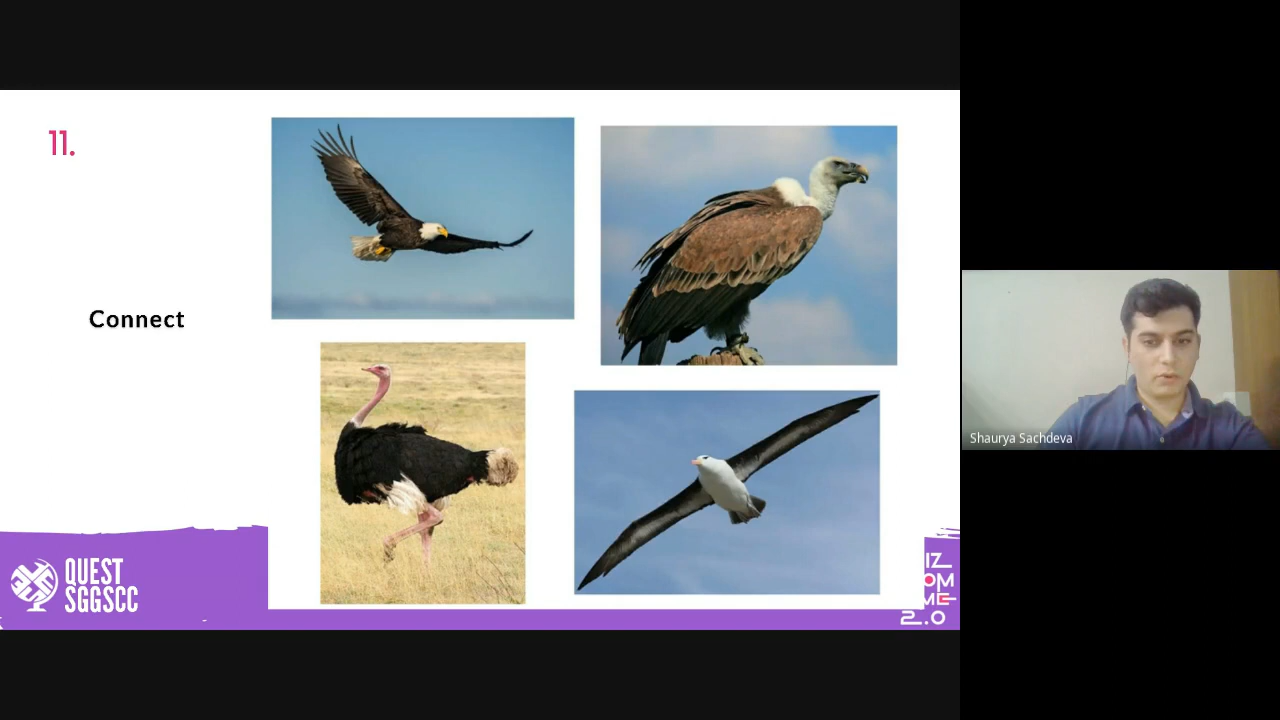 11.
Connect
QUEST
SGGSCC
IZ
OM
ME
2.0
Shaurya Sachdeva